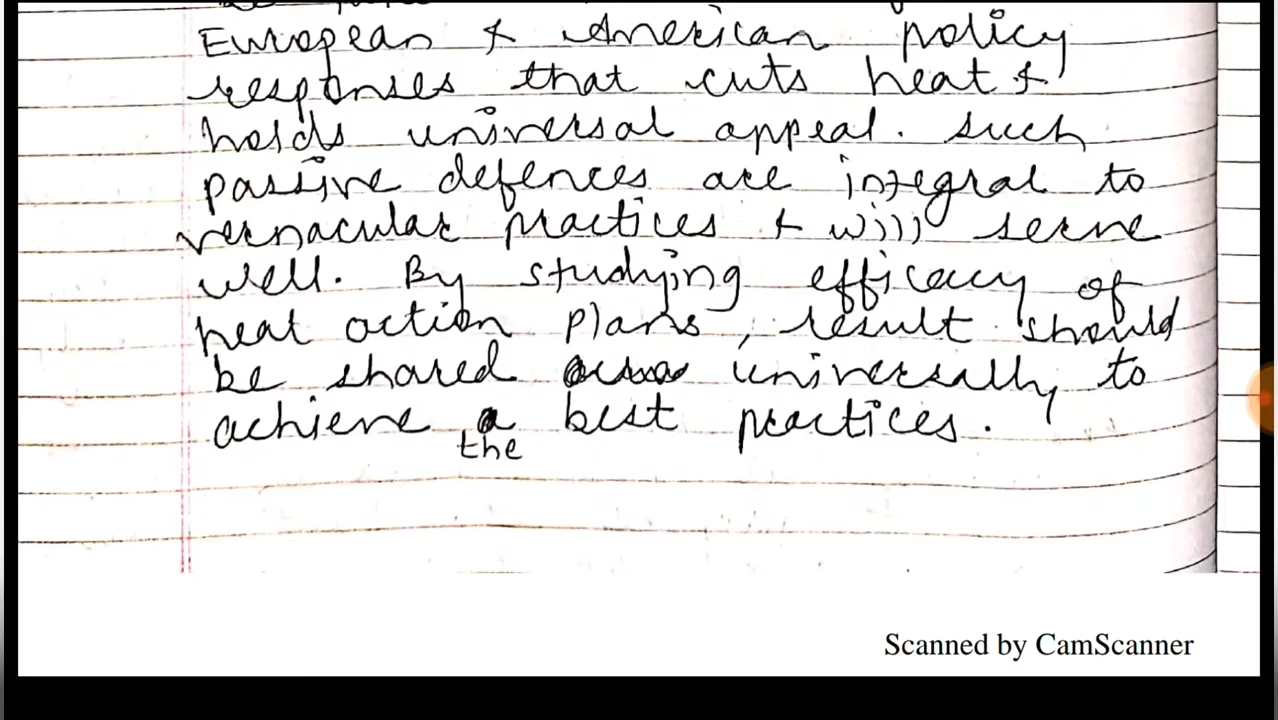 European & American policy
responses that cuts heat &
holds universal appeal. Such
passive defences are integral to
vernacular practices & will serve
well. By studying efficacy of
heat action plans, result should
be shared universally to
achieve a best practices.
the
Scanned by CamScanner